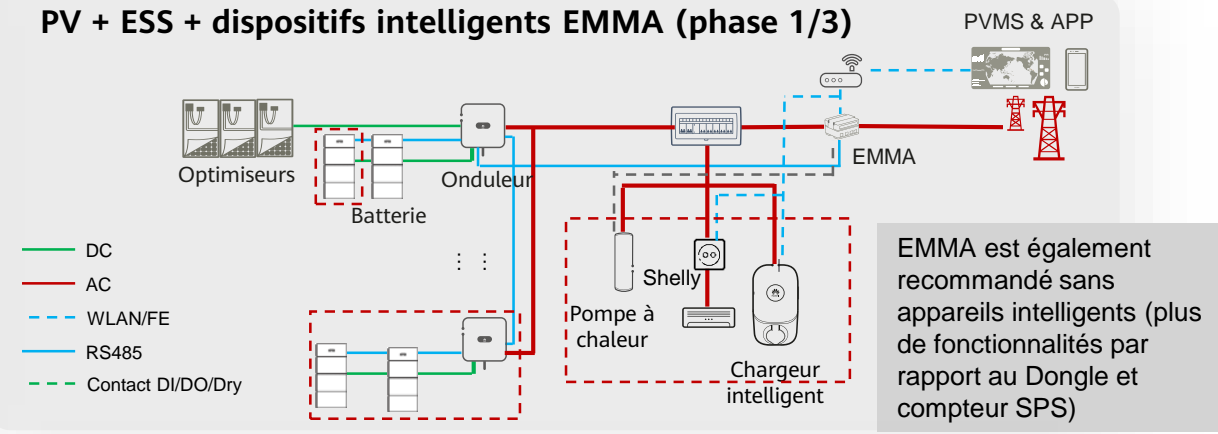 PV + ESS + dispositifs intelligents EMMA (phase 1/3)
PVMS & APP
EMMA
Optimiseurs
Onduleur
Batterie
DC
AC
WLAN/FE
RS485
Contact DI/DO/Dry
Shelly
Pompe à
chaleur
Chargeur
intelligent
EMMA est également
recommandé sans
appareils intelligents (plus
de fonctionnalités par
rapport au Dongle et
compteur SPS)